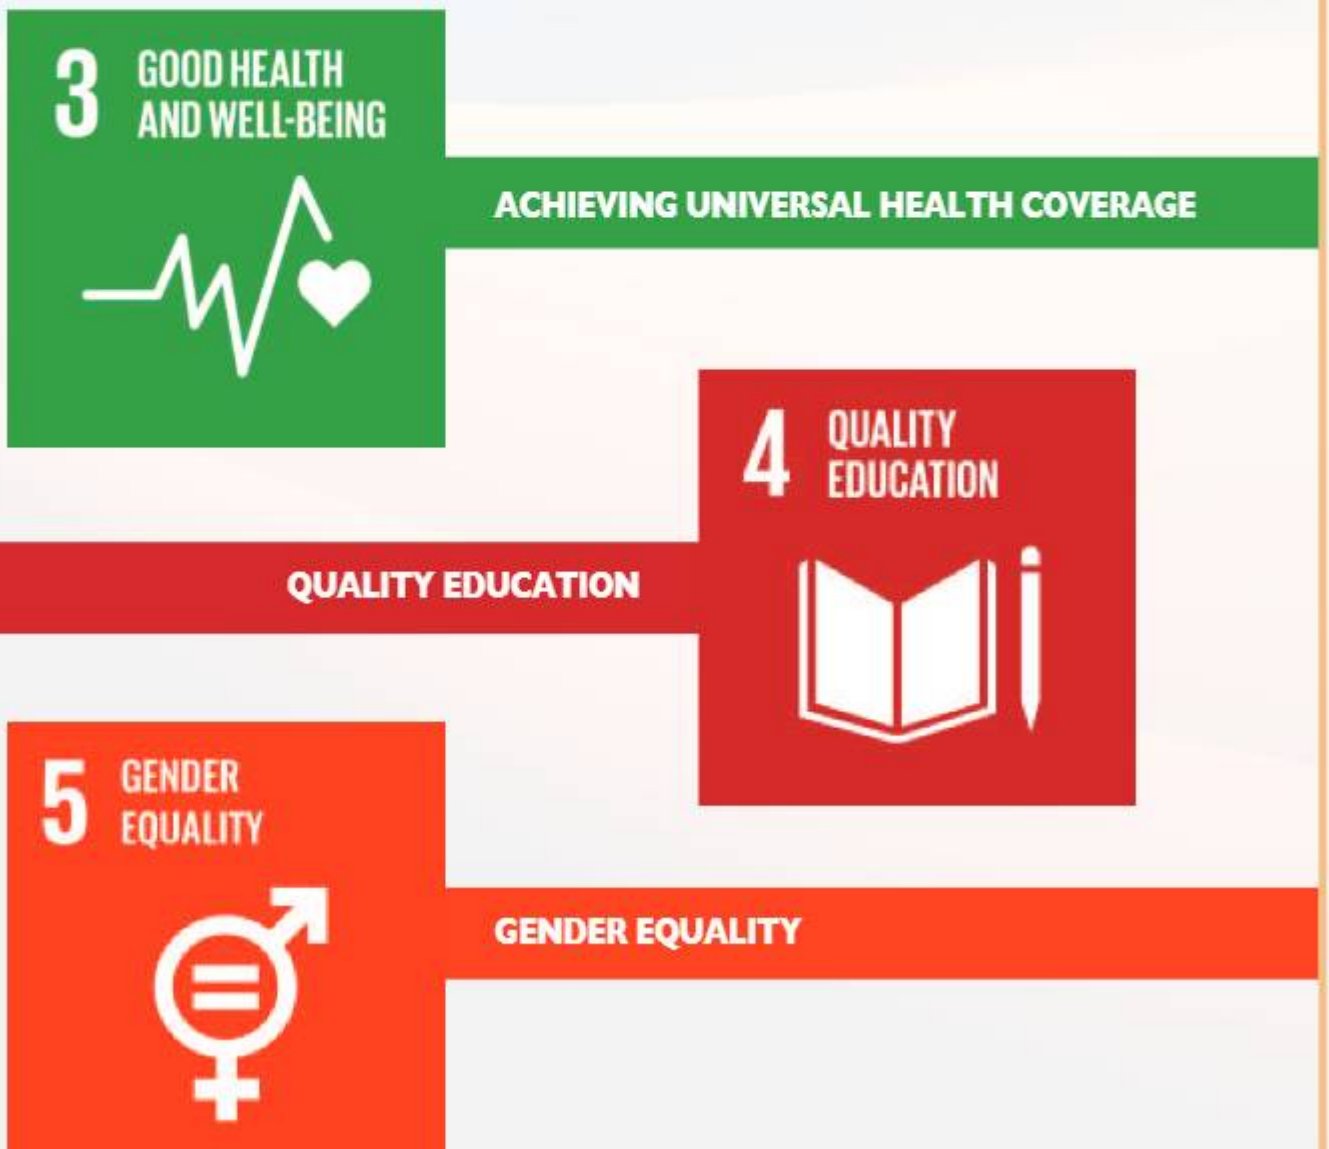 3 GOOD HEALTH
AND WELL-BEING
ACHIEVING UNIVERSAL HEALTH COVERAGE
4 QUALITY
EDUCATION
QUALITY EDUCATION
5 GENDER
EQUALITY
GENDER EQUALITY